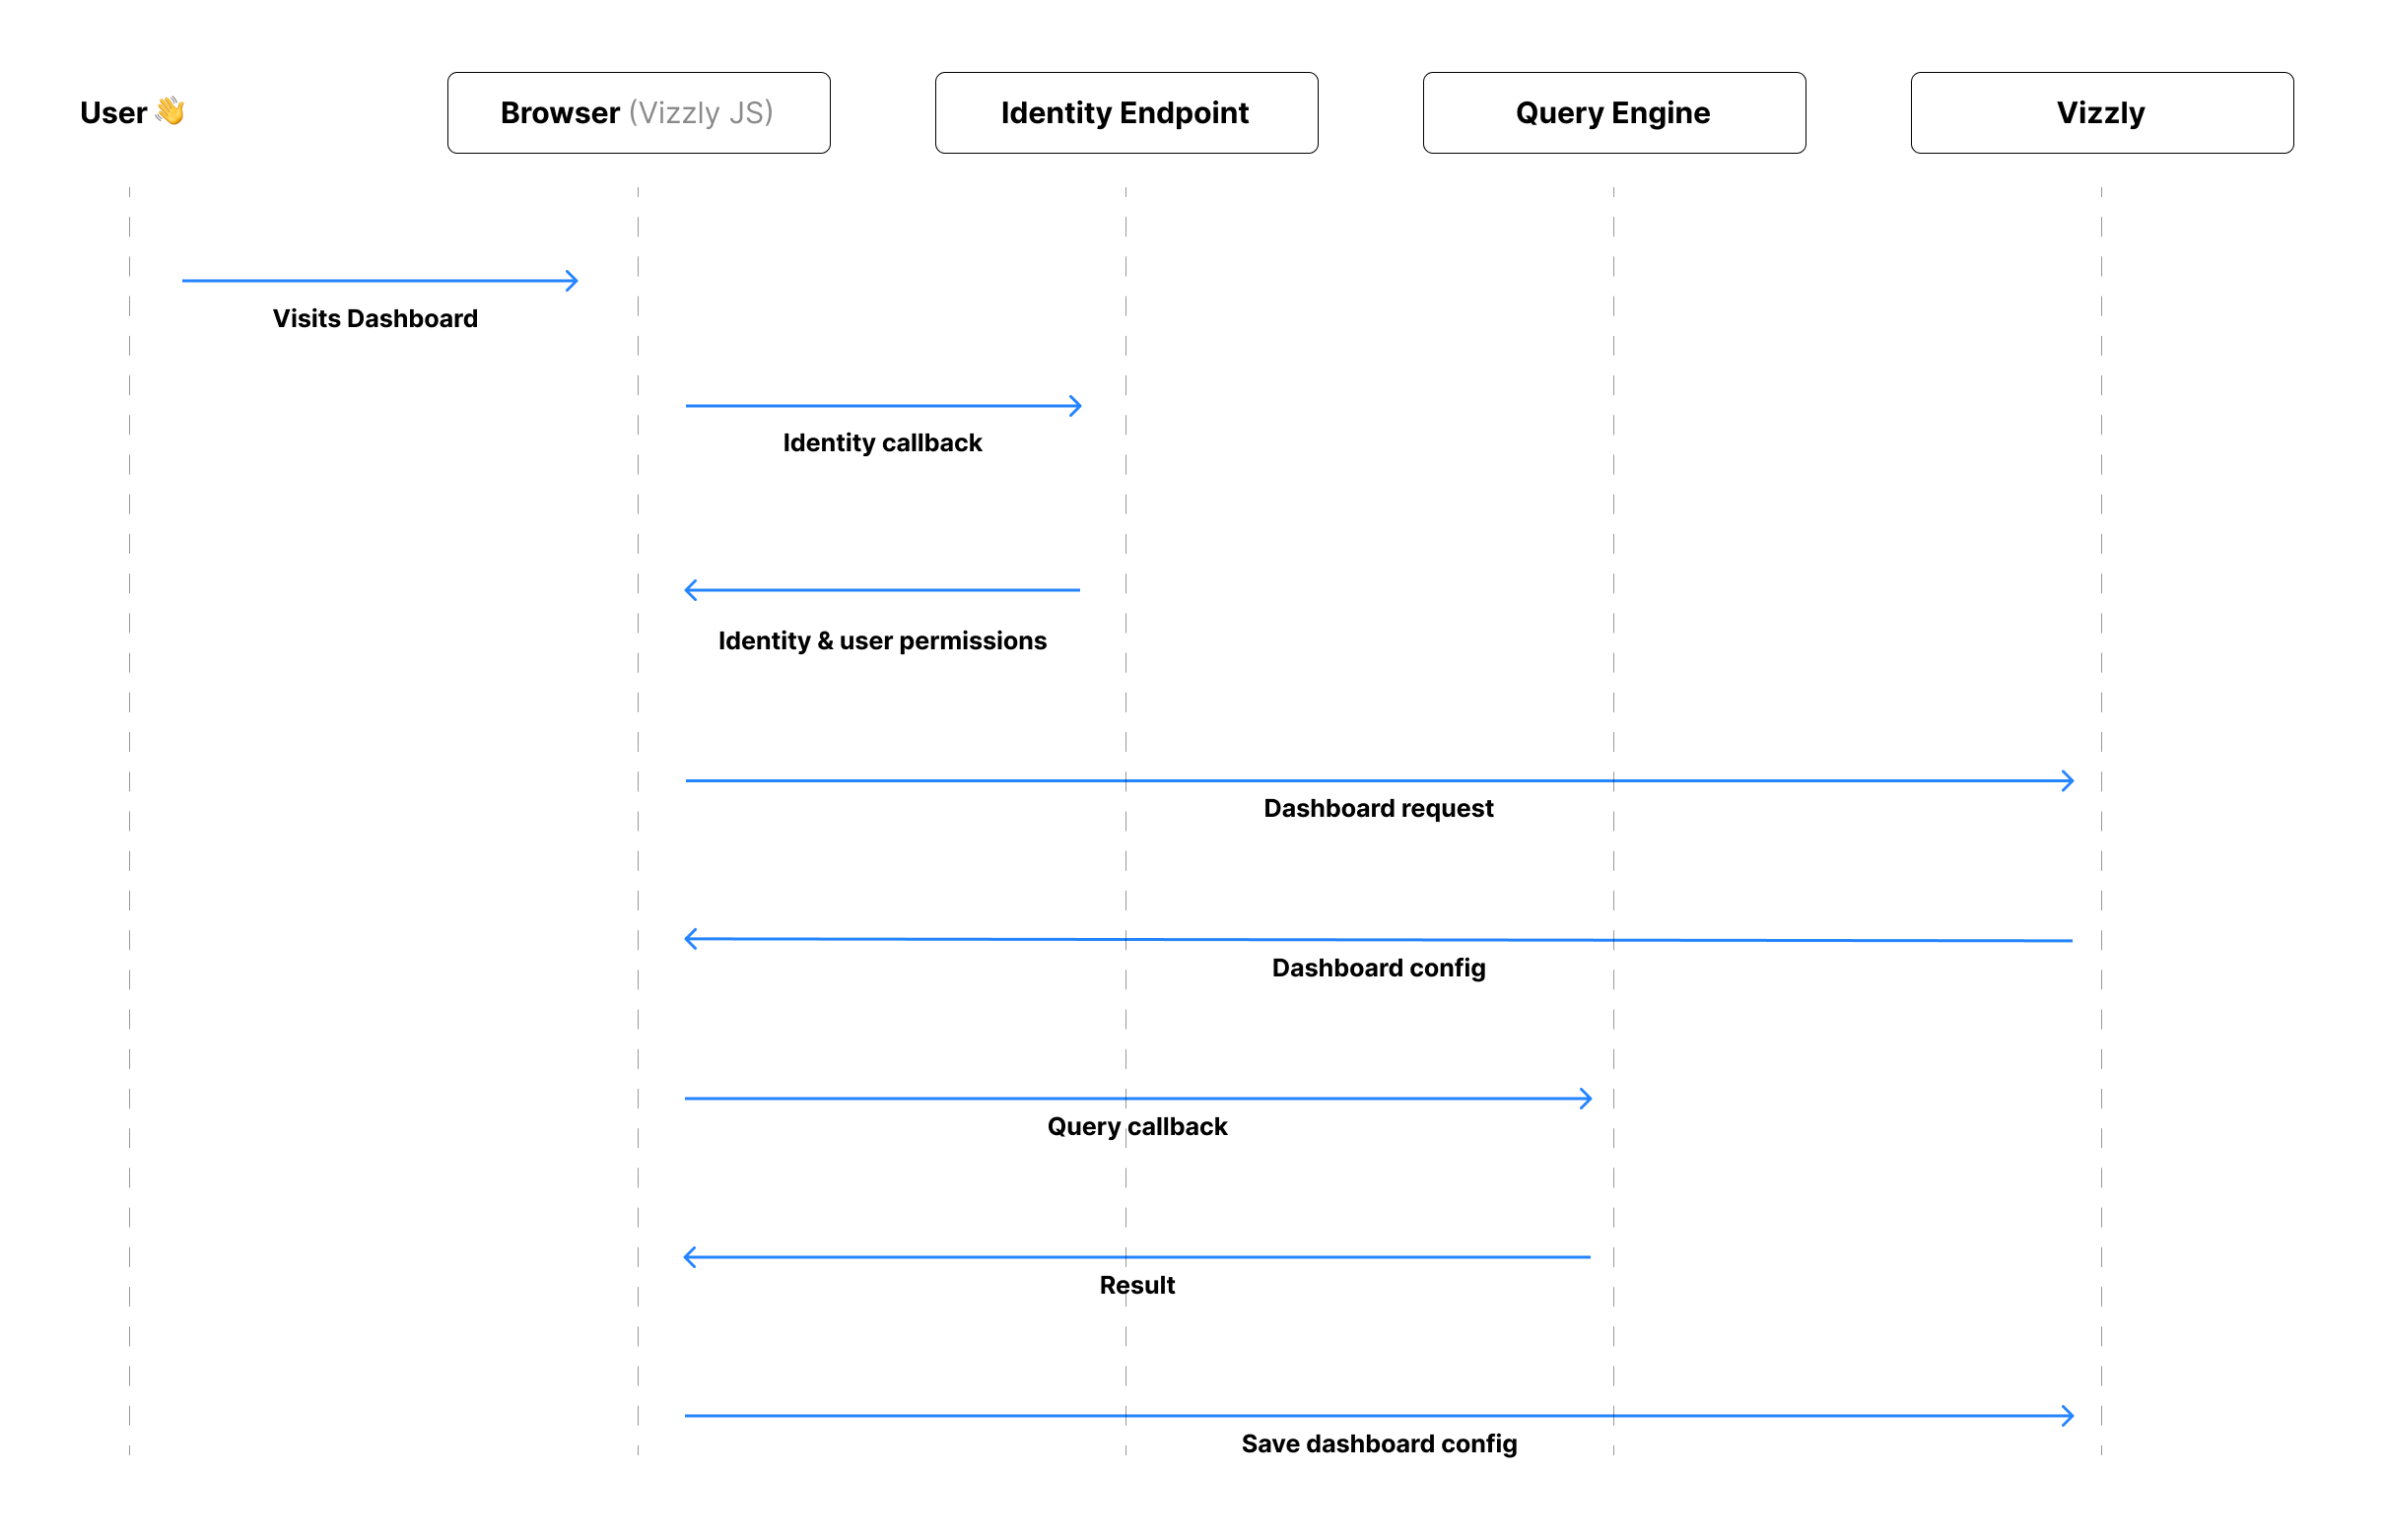 User 👋
Browser (Vizzly JS)
Identity Endpoint
Query Engine
Vizzly
Visits Dashboard
Identity callback
Identity & user permissions
Dashboard request
Dashboard config
Query callback
Result
Save dashboard config